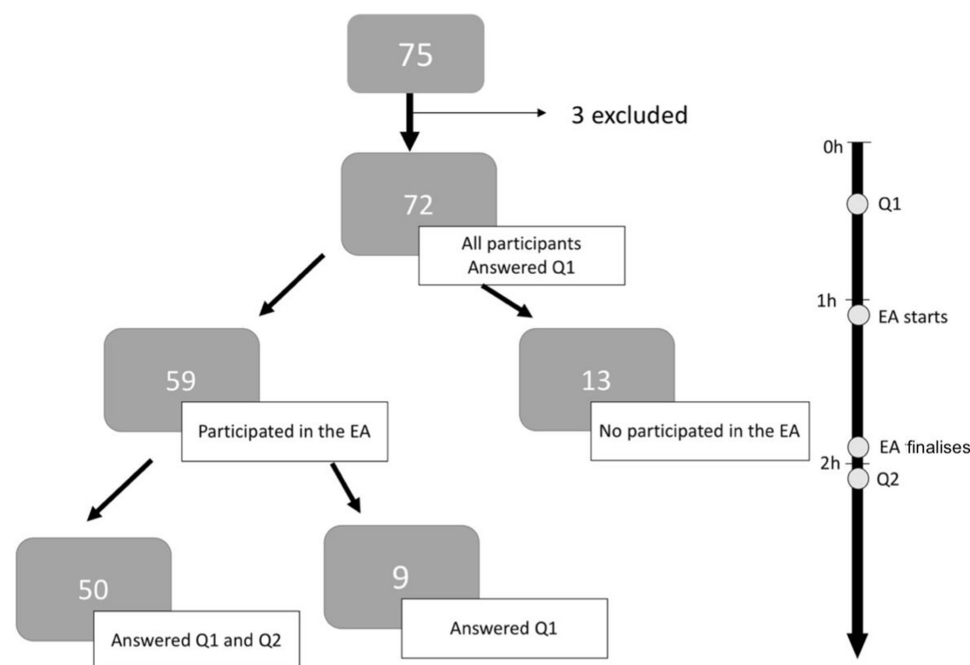 75
3 excluded
72
All participants
Answered Q1
59
Participated in the EA
13
No participated in the EA
50
Answered Q1 and Q2
9
Answered Q1
0h
Q1
1h
EA starts
EA finalises
2h
Q2